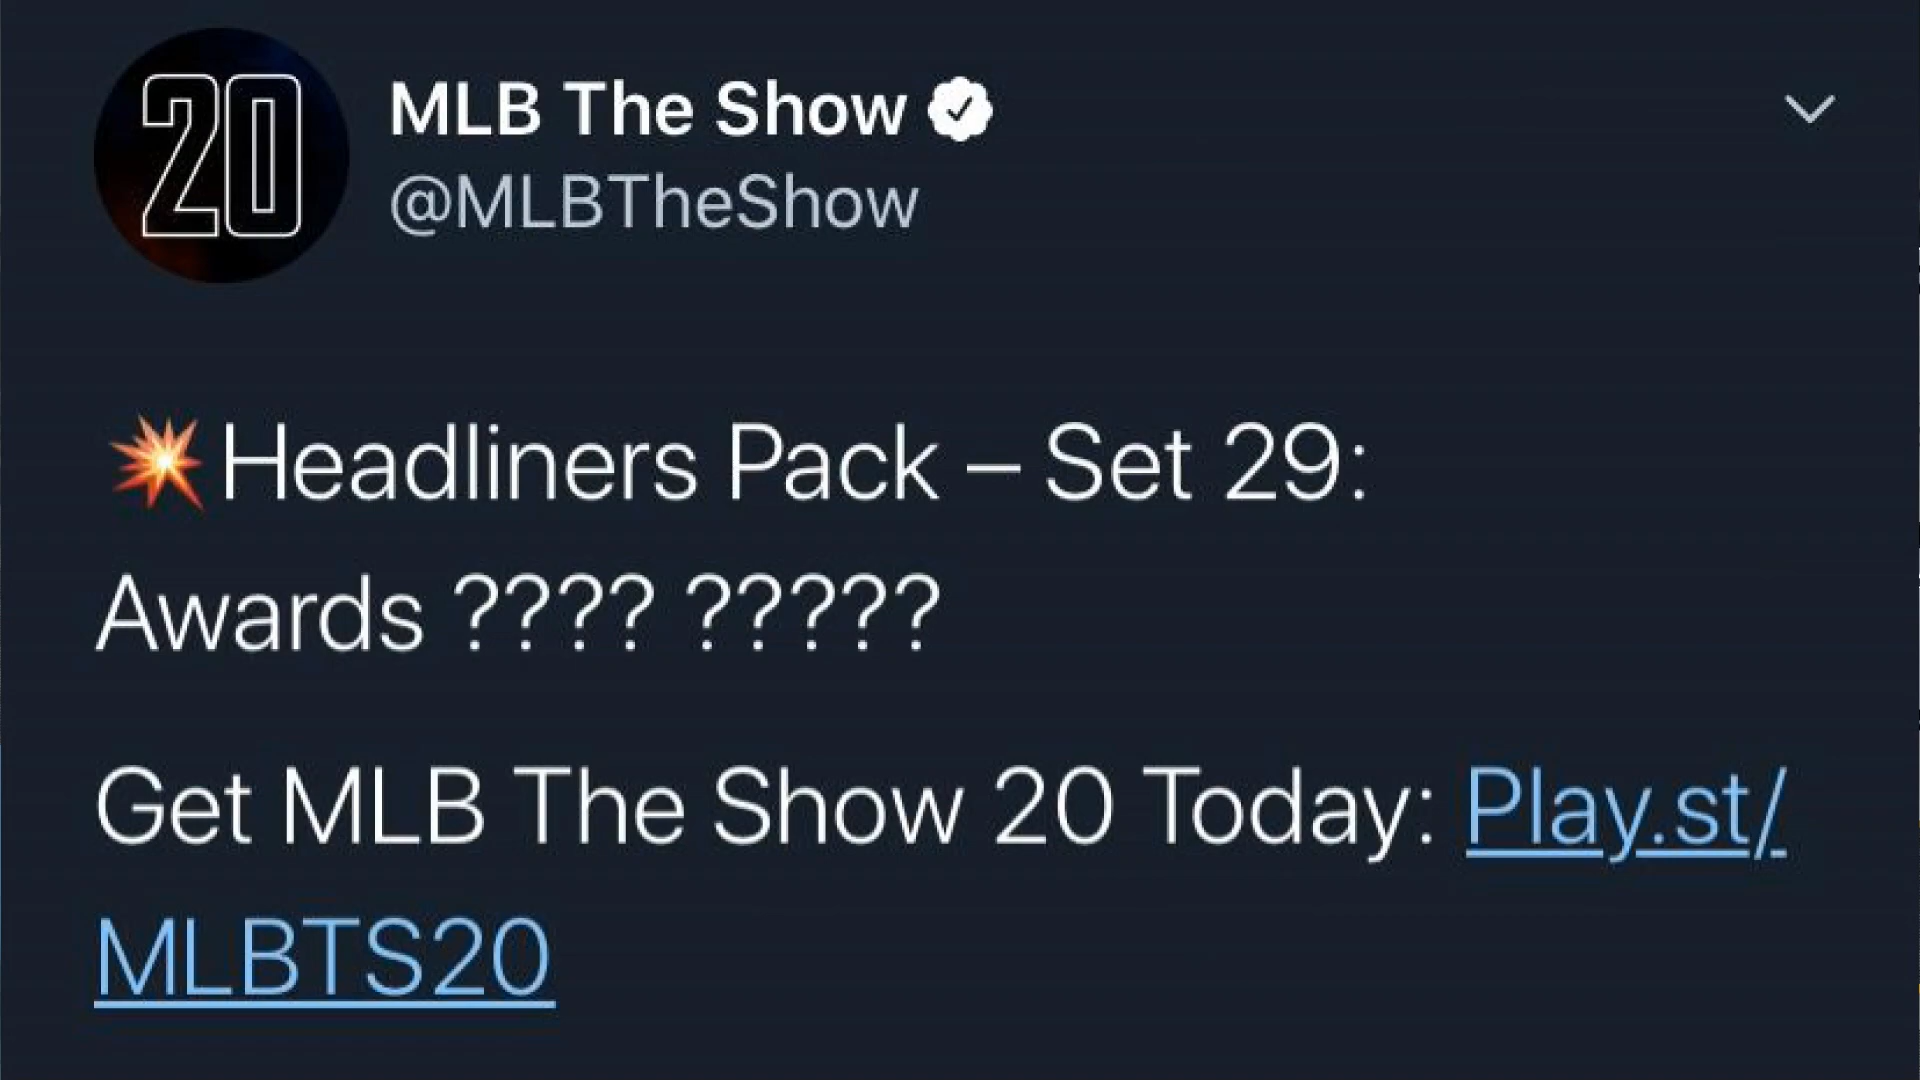 20
MLB The Show
@MLBTheShow
💥Headliners Pack – Set 29:
Awards ???? ?????
Get MLB The Show 20 Today: Play.st/
MLBTS20